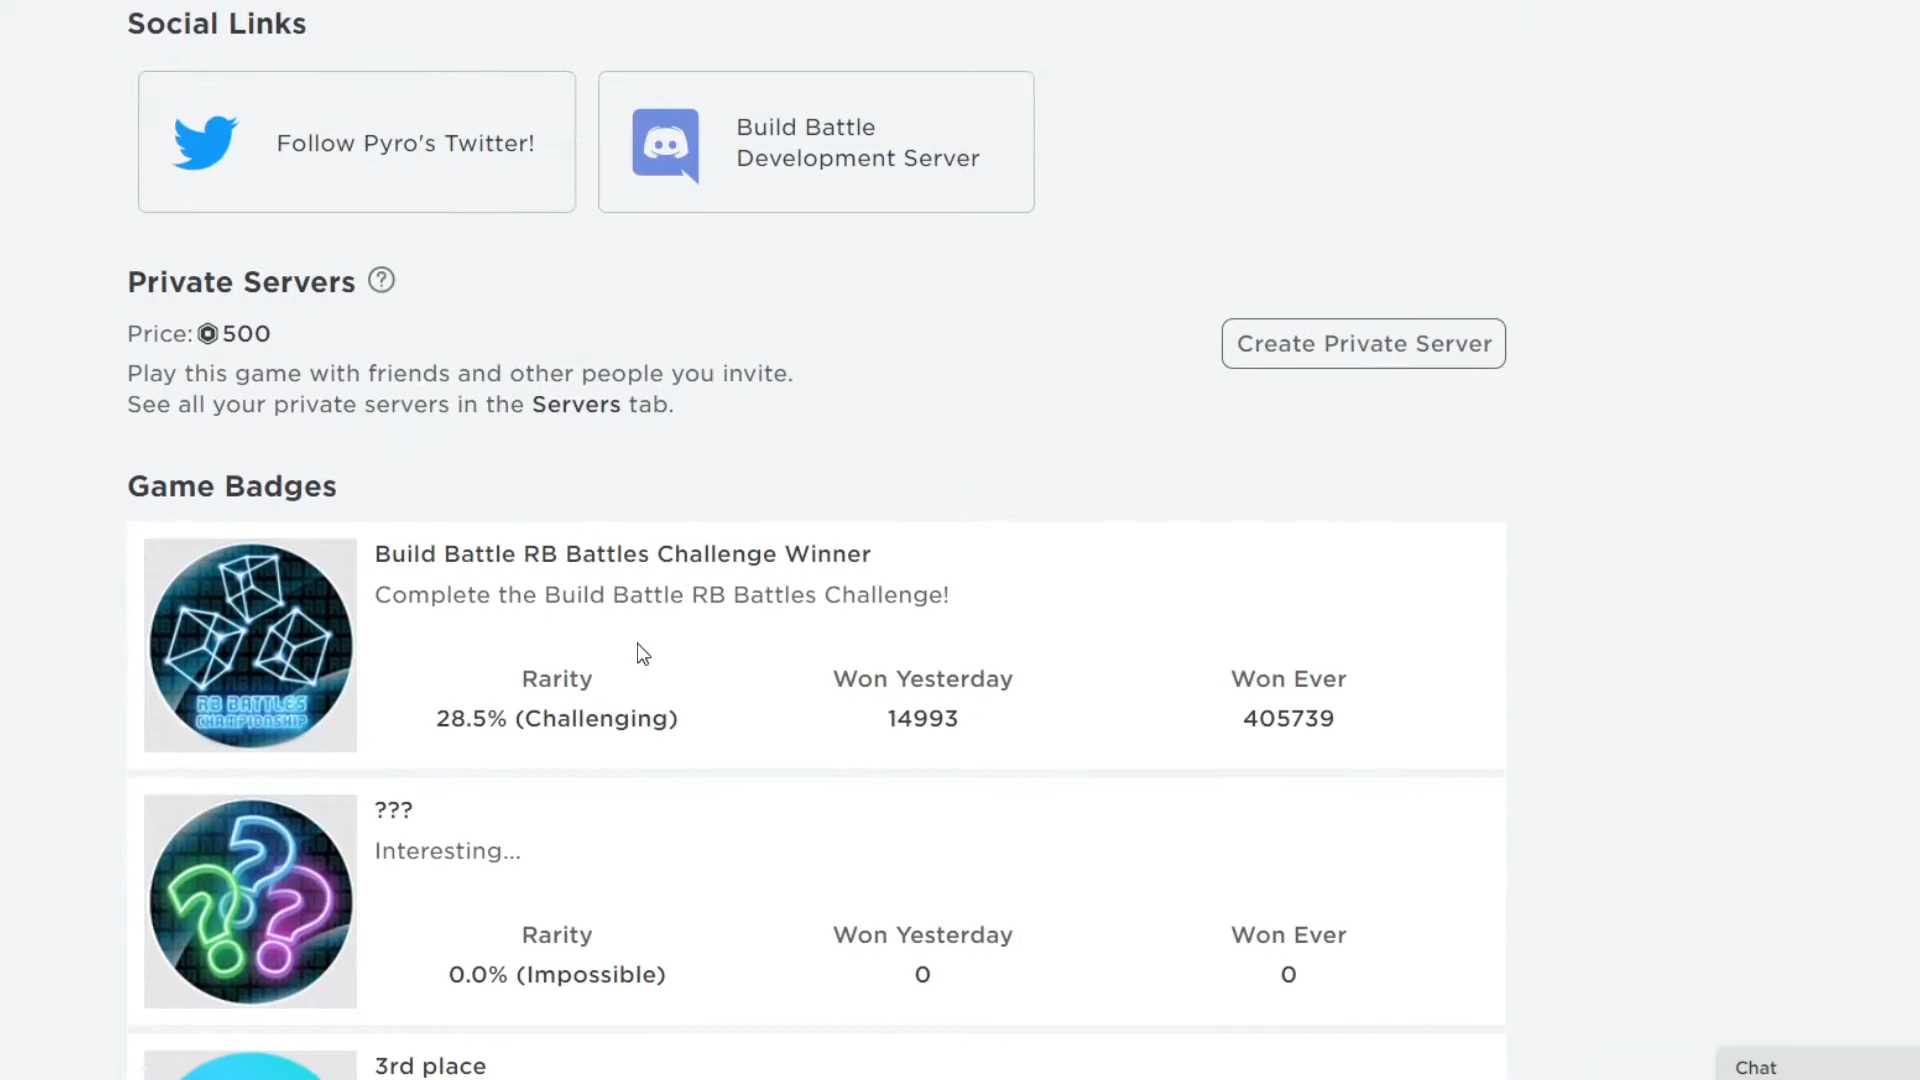 Social Links
Follow Pyro's Twitter!
Build Battle
Development Server
Private Servers ?
Price: 500
Create Private Server
Play this game with friends and other people you invite.
See all your private servers in the Servers tab.
Game Badges
Build Battle RB Battles Challenge Winner
Complete the Build Battle RB Battles Challenge!
RB BATTLES
CHAMPIONSHIP
Rarity Won Yesterday Won Ever
28.5% (Challenging) 14993 405739
???
Interesting...
Rarity Won Yesterday Won Ever
0.0% (Impossible) 0 0
3rd place
Chat